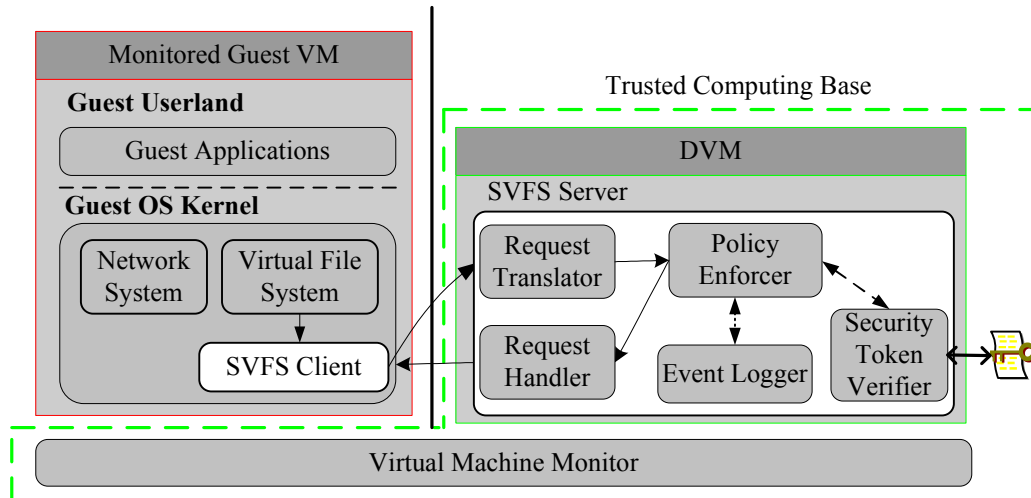 Monitored Guest VM
Guest Userland
Guest Applications
Guest OS Kernel
Network
System
Virtual File
System
SVFS Client
Trusted Computing Base
DVM
SVFS Server
Request
Translator
Policy
Enforcer
Request
Handler
Event Logger
Security
Token
Verifier
Virtual Machine Monitor